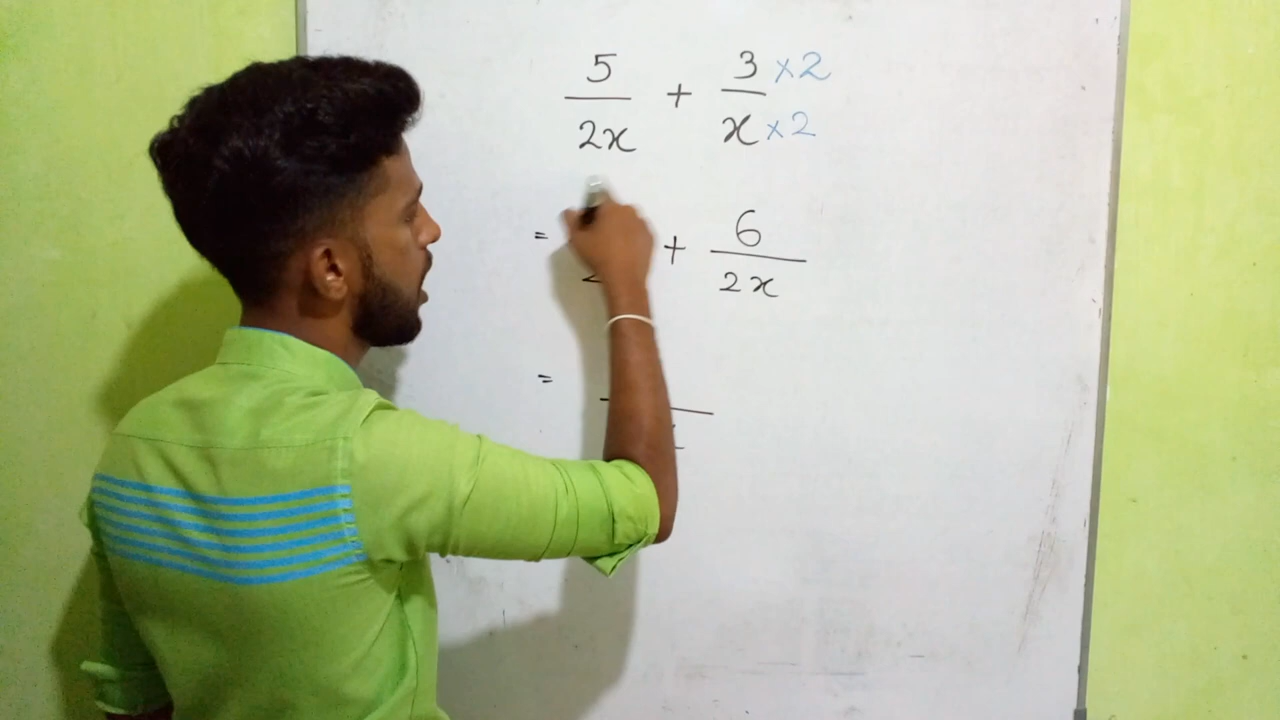 5/2x + 3×2/x×2
= + 6/2x
=